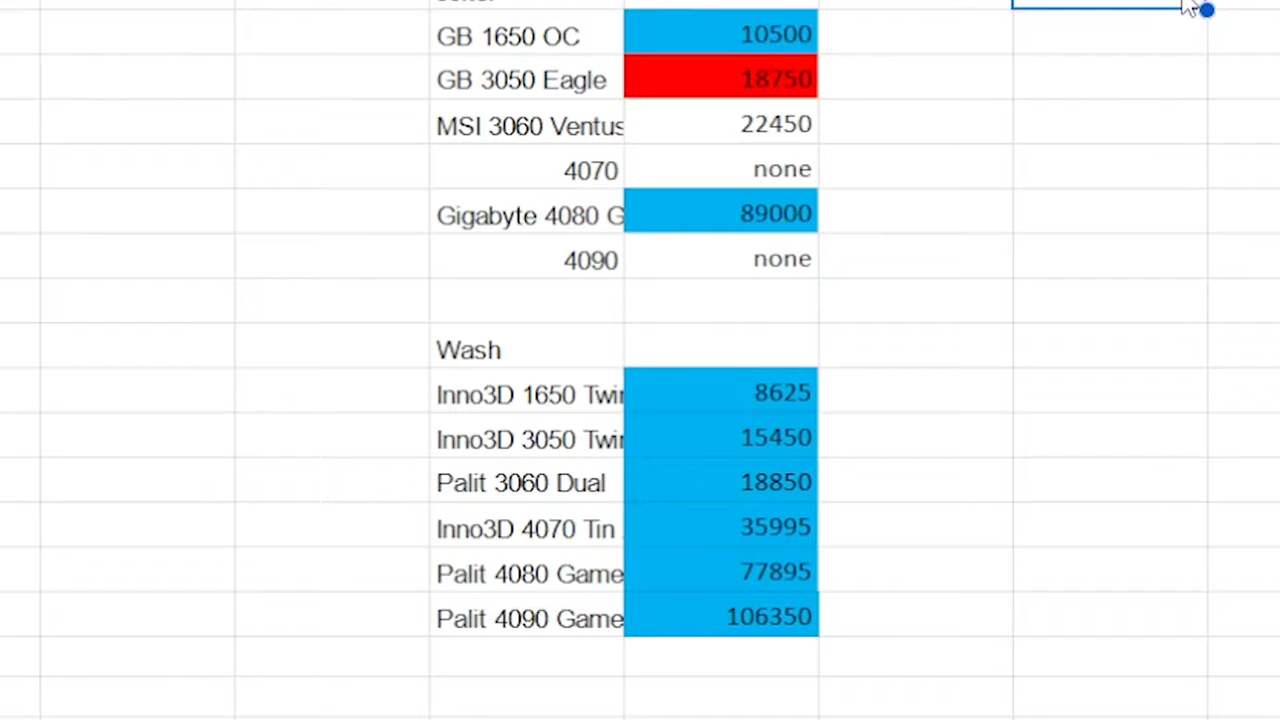 GB 1650 OC 10500
GB 3050 Eagle 18750
MSI 3060 Ventus 22450
4070 none
Gigabyte 4080 G 89000
4090 none
Wash
Inno3D 1650 Twin 8625
Inno3D 3050 Twin 15450
Palit 3060 Dual 18850
Inno3D 4070 Tin 35995
Palit 4080 Game 77895
Palit 4090 Game 106350